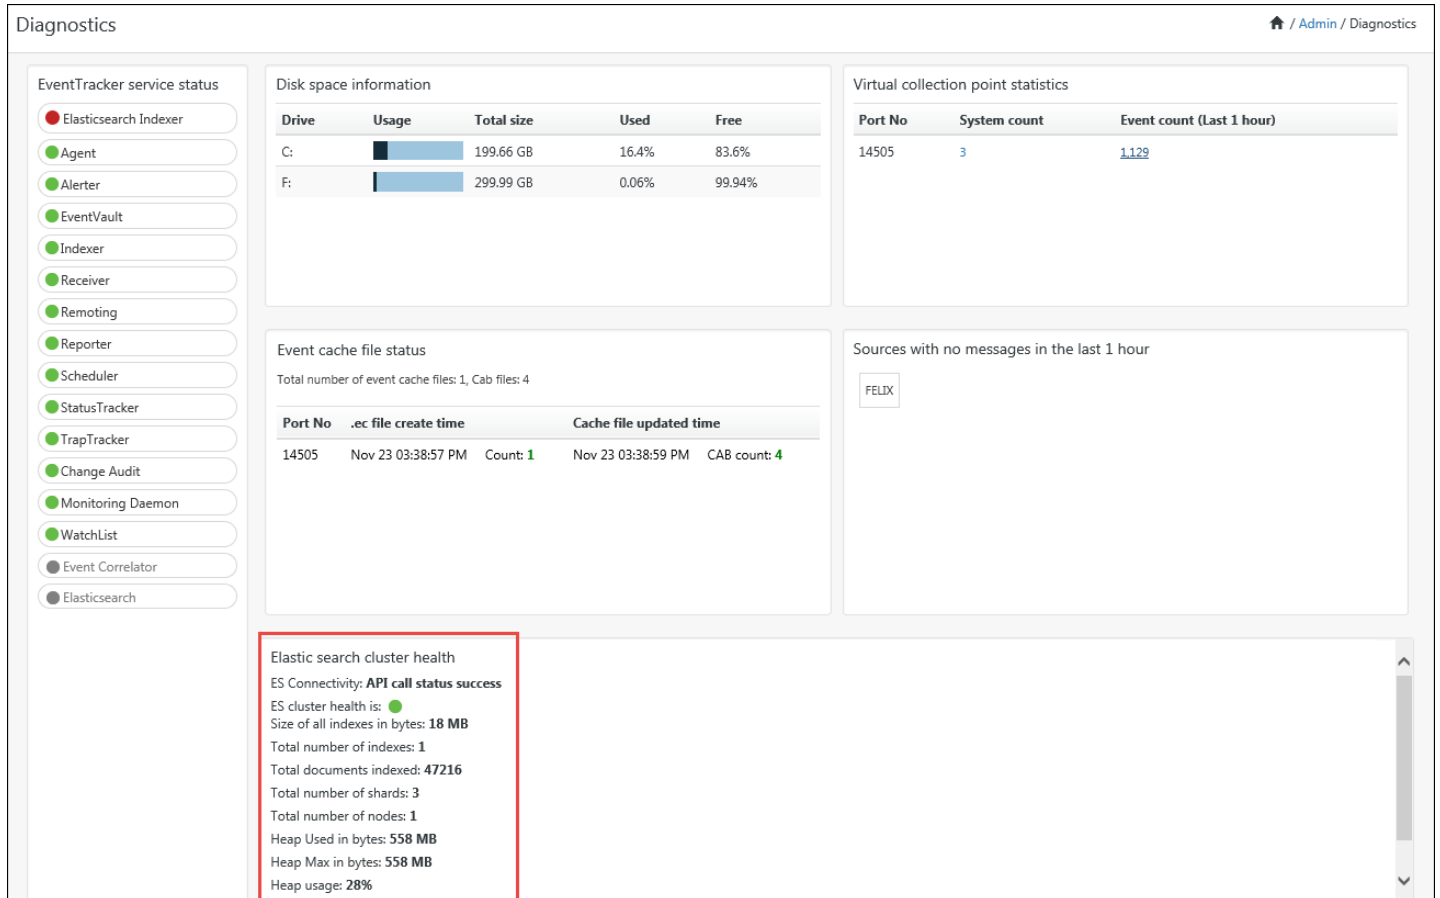 Diagnostics
/ Admin / Diagnostics
EventTracker service status
Elasticsearch Indexer
Agent
Alerter
EventVault
Indexer
Receiver
Remoting
Reporter
Scheduler
StatusTracker
TrapTracker
Change Audit
Monitoring Daemon
WatchList
Event Correlator
Elasticsearch
Disk space information
Drive Usage Total size Used Free
C: 199.66 GB 16.4% 83.6%
F: 299.99 GB 0.06% 99.94%
Virtual collection point statistics
Port No System count Event count (Last 1 hour)
14505 3 1,129
Event cache file status
Total number of event cache files: 1, Cab files: 4
Port No .ec file create time Cache file updated time
14505 Nov 23 03:38:57 PM Count: 1 Nov 23 03:38:59 PM CAB count: 4
Sources with no messages in the last 1 hour
FELIX
Elastic search cluster health
ES Connectivity: API call status success
ES cluster health is:
Size of all indexes in bytes: 18 MB
Total number of indexes: 1
Total documents indexed: 47216
Total number of shards: 3
Total number of nodes: 1
Heap Used in bytes: 558 MB
Heap Max in bytes: 558 MB
Heap usage: 28%